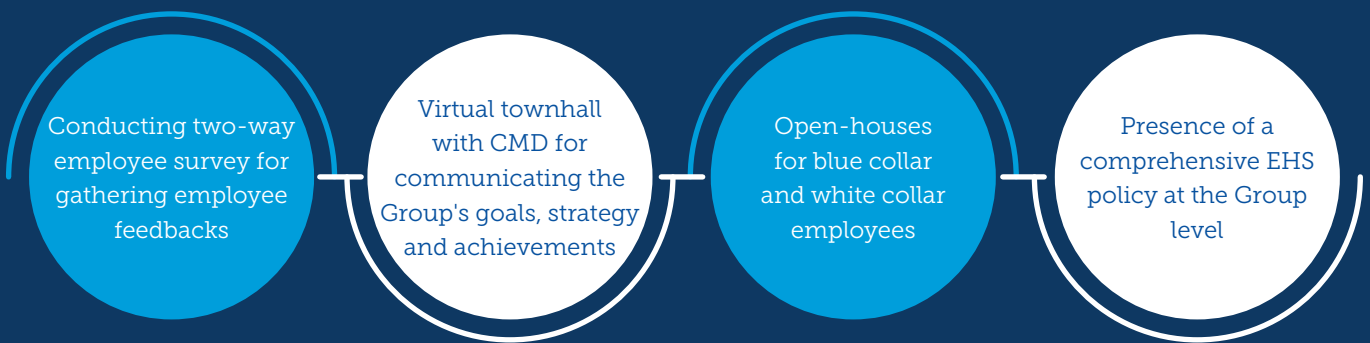 Conducting two-way
employee survey for
gathering employee
feedbacks
Virtual townhall
with CMD for
communicating the
Group's goals, strategy
and achievements
Open-houses
for blue collar
and white collar
employees
Presence of a
comprehensive EHS
policy at the Group
level